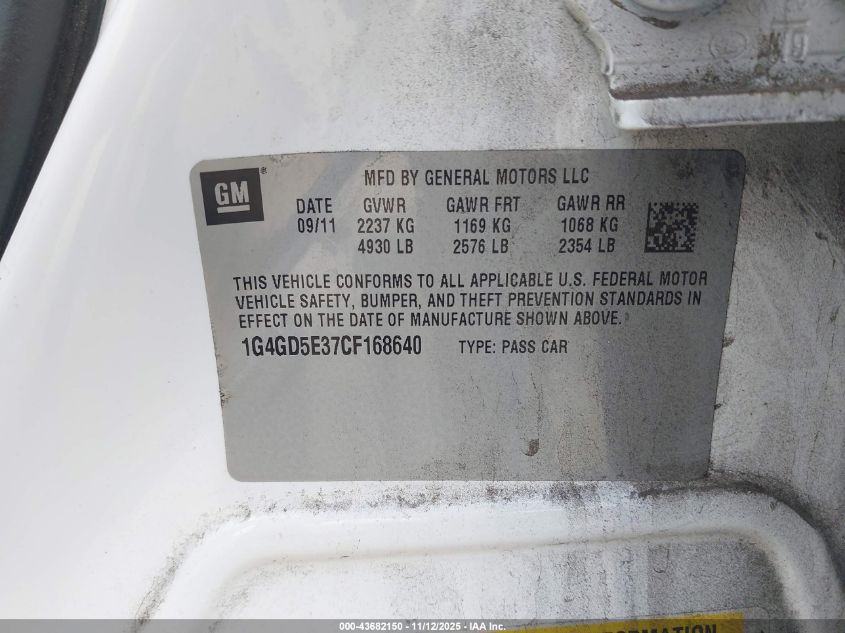 GM
®
MFD BY GENERAL MOTORS LLC
DATE GVWR GAWR FRT GAWR RR
09/11 2237 KG 1169 KG 1068 KG
4930 LB 2576 LB 2354 LB
THIS VEHICLE CONFORMS TO ALL APPLICABLE U.S. FEDERAL MOTOR
VEHICLE SAFETY, BUMPER, AND THEFT PREVENTION STANDARDS IN
EFFECT ON THE DATE OF MANUFACTURE SHOWN ABOVE.
1G4GD5E37CF168640 TYPE: PASS CAR
000-43682150 - 11/12/2025 - IAA Inc.